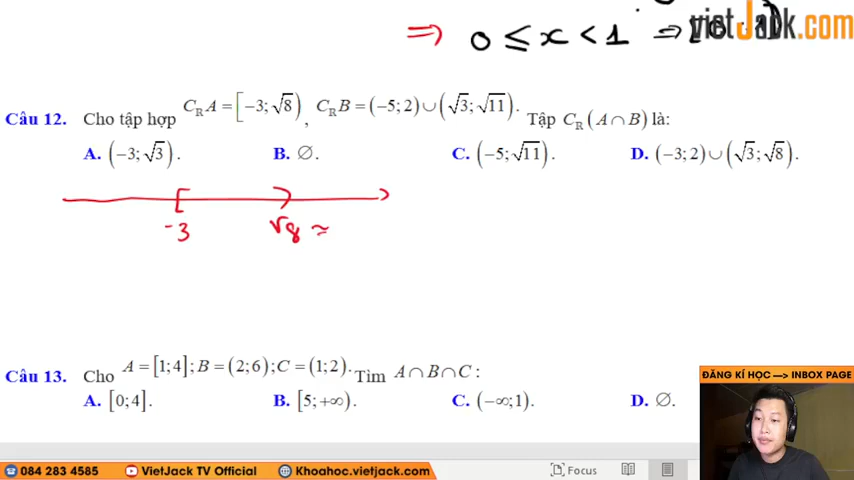 ⇒ 0 ≤ x < 1 ⇒
vietJack.com
Câu 12. Cho tập hợp C_ℝ A = [−3; √8), C_ℝ B = (−5; 2) ∪ (√3; √11). Tập C_ℝ (A ∩ B) là:
A. (−3; √3). B. ∅. C. (−5; √11). D. (−3; 2) ∪ (√3; √8).
-3 √8 ≈
Câu 13. Cho A = [1; 4]; B = (2; 6); C = (1; 2). Tìm A ∩ B ∩ C :
A. [0; 4]. B. [5; +∞). C. (−∞; 1). D. ∅.
ĐĂNG KÍ HỌC ---> INBOX PAGE
084 283 4585 VietJack TV Official Khoahoc.vietjack.com
Focus